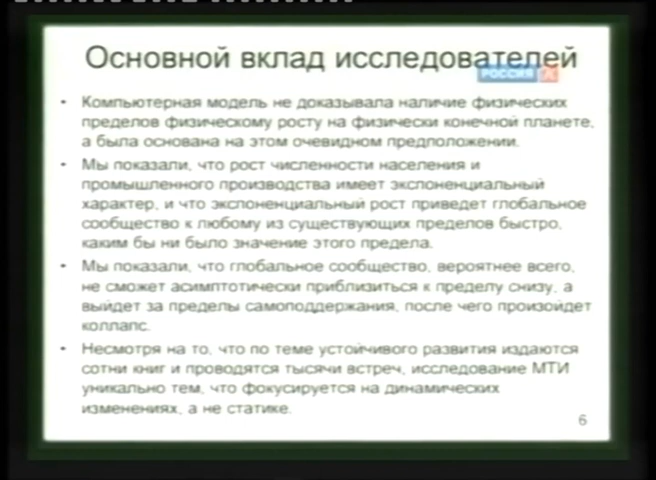 Основной вклад исследователей
РОССИЯ К
• Компьютерная модель не доказывала наличие физических
пределов физическому росту на физически конечной планете,
а была основана на этом очевидном предположении.
• Мы показали, что рост численности населения и
промышленного производства имеет экспоненциальный
характер, и что экспоненциальный рост приведет глобальное
сообщество к любому из существующих пределов быстро,
каким бы ни было значение этого предела.
• Мы показали, что глобальное сообщество, вероятнее всего,
не сможет асимптотически приблизиться к пределу снизу, а
выйдет за пределы самоподдержания, после чего произойдет
коллапс.
• Несмотря на то, что по теме устойчивого развития издаются
сотни книг и проводятся тысячи встреч, исследование МТИ
уникально тем, что фокусируется на динамических
изменениях, а не статике.
6